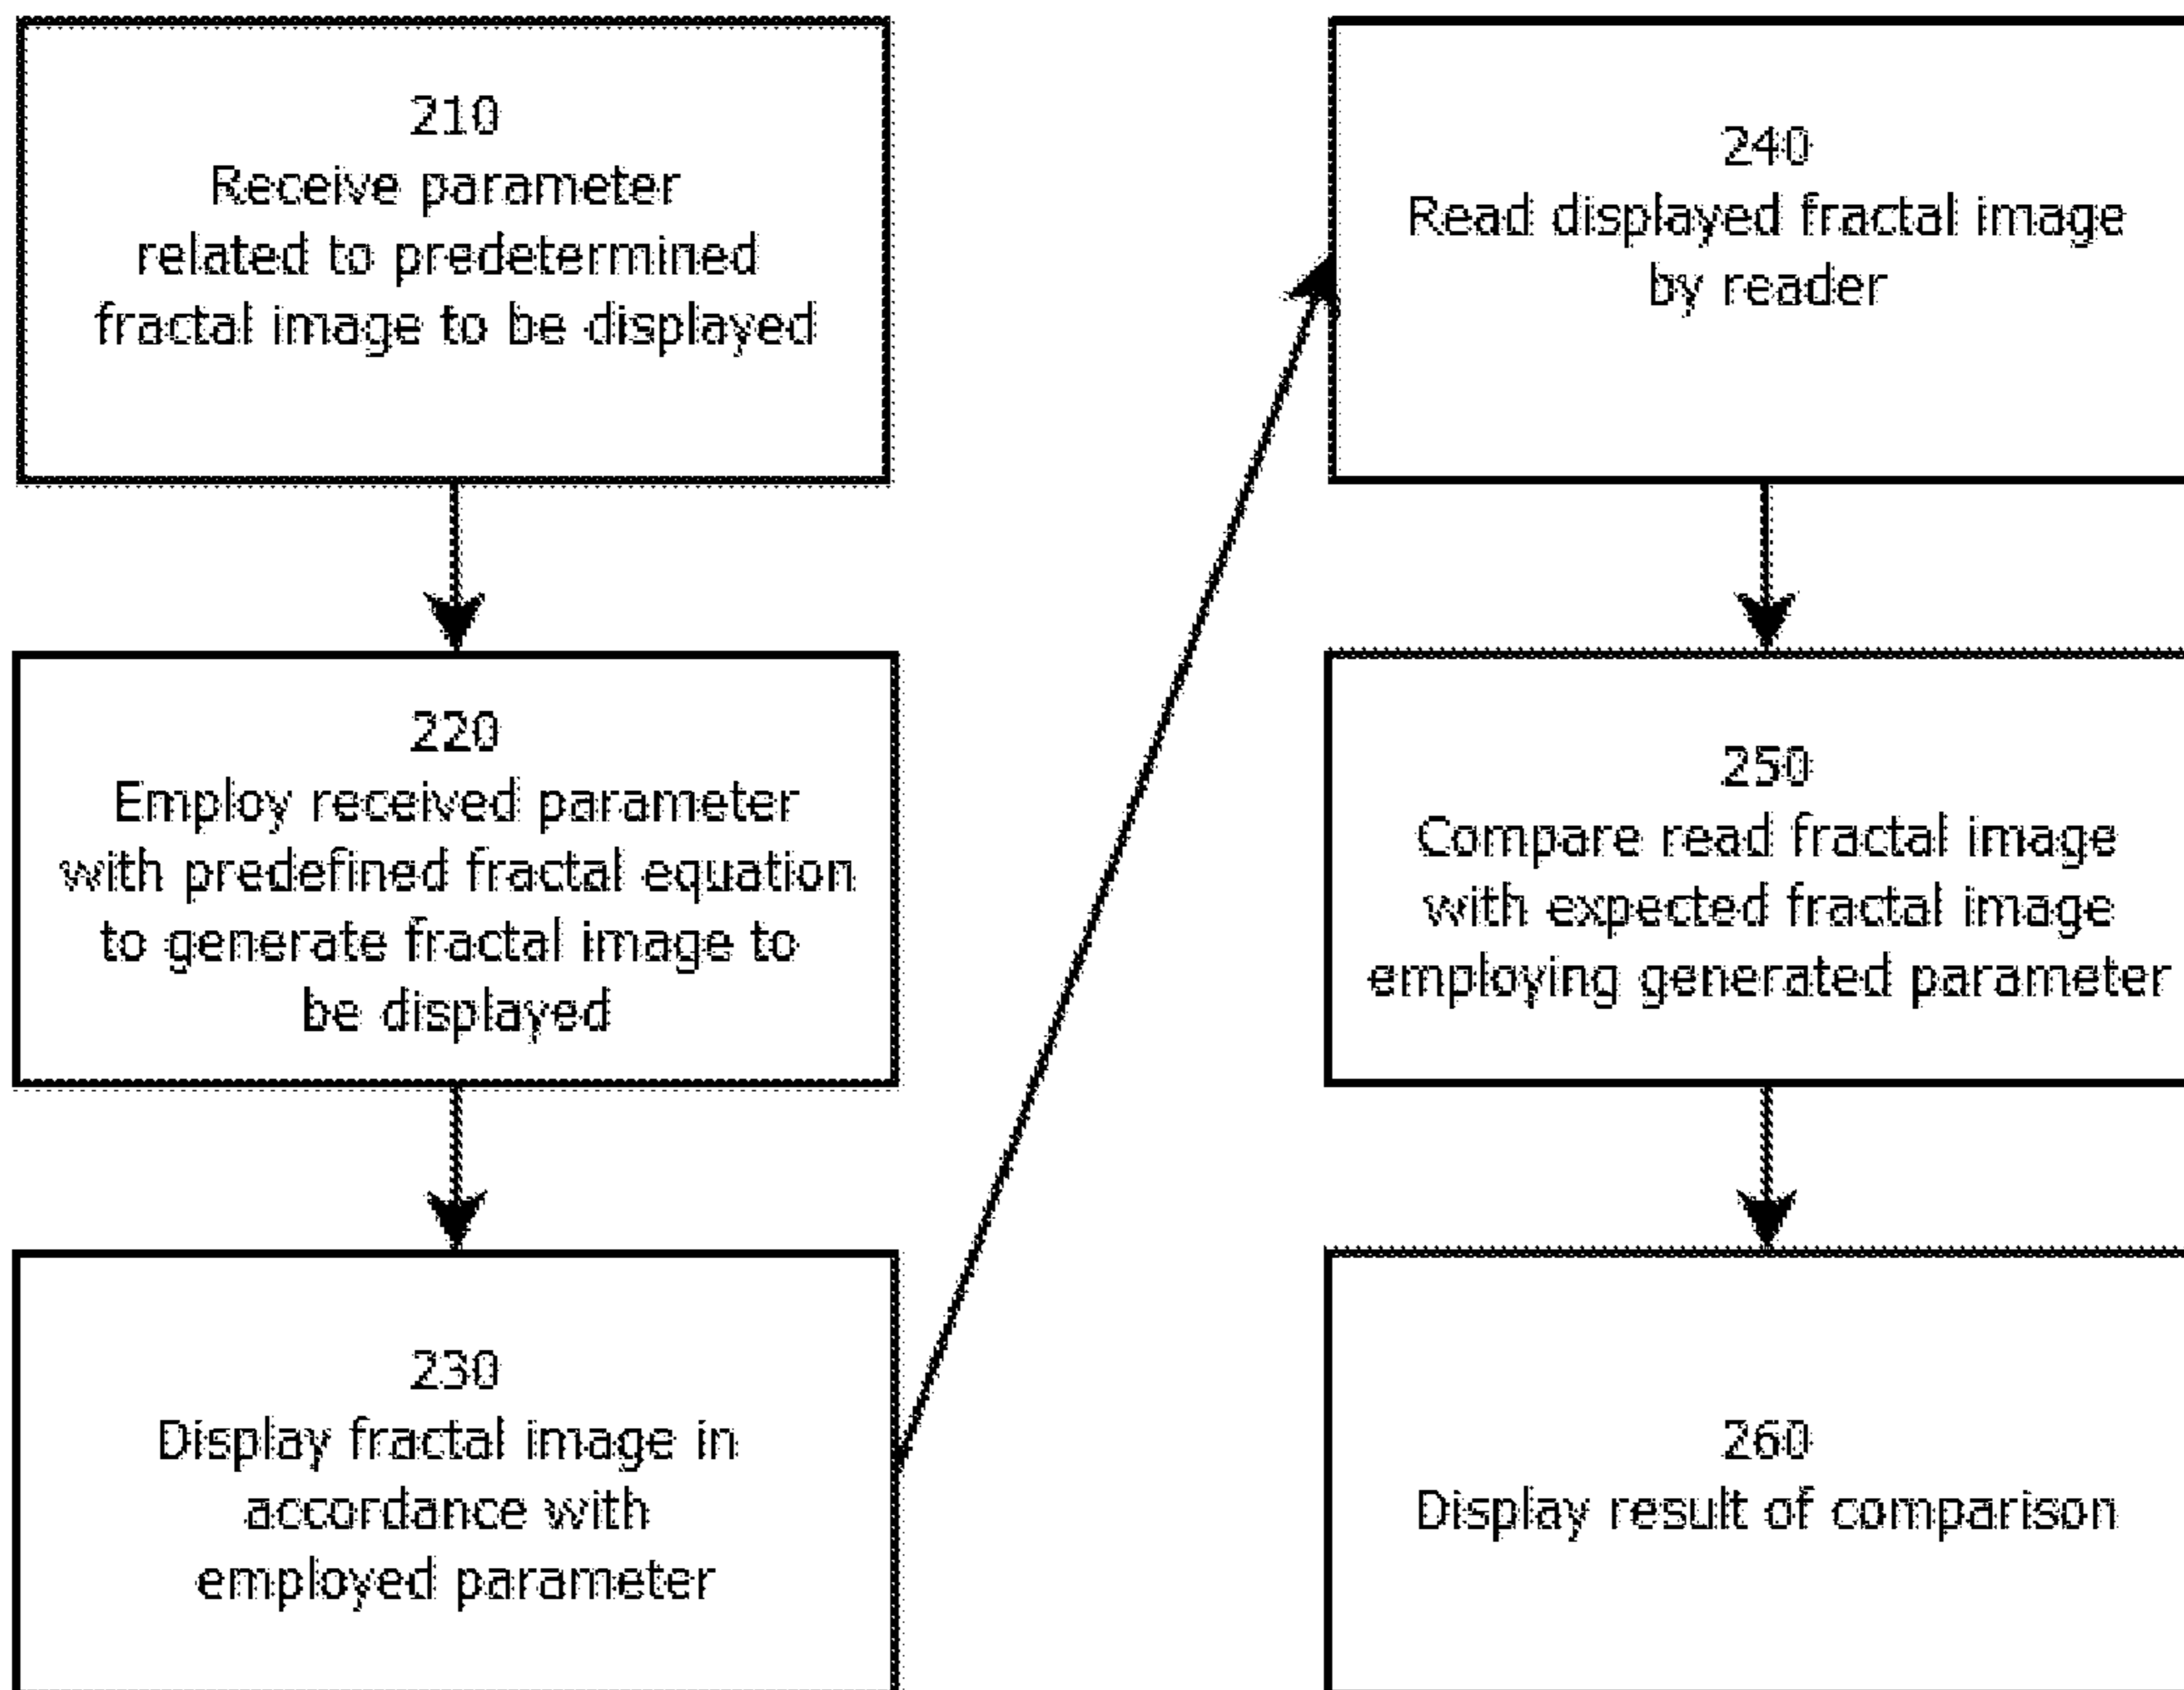 210
Receive parameter
related to predetermined
fractal image to be displayed
220
Employ received parameter
with predefined fractal equation
to generate fractal image to
be displayed
230
Display fractal image in
accordance with
employed parameter
240
Read displayed fractal image
by reader
250
Compare read fractal image
with expected fractal image
employing generated parameter
260
Display result of comparison